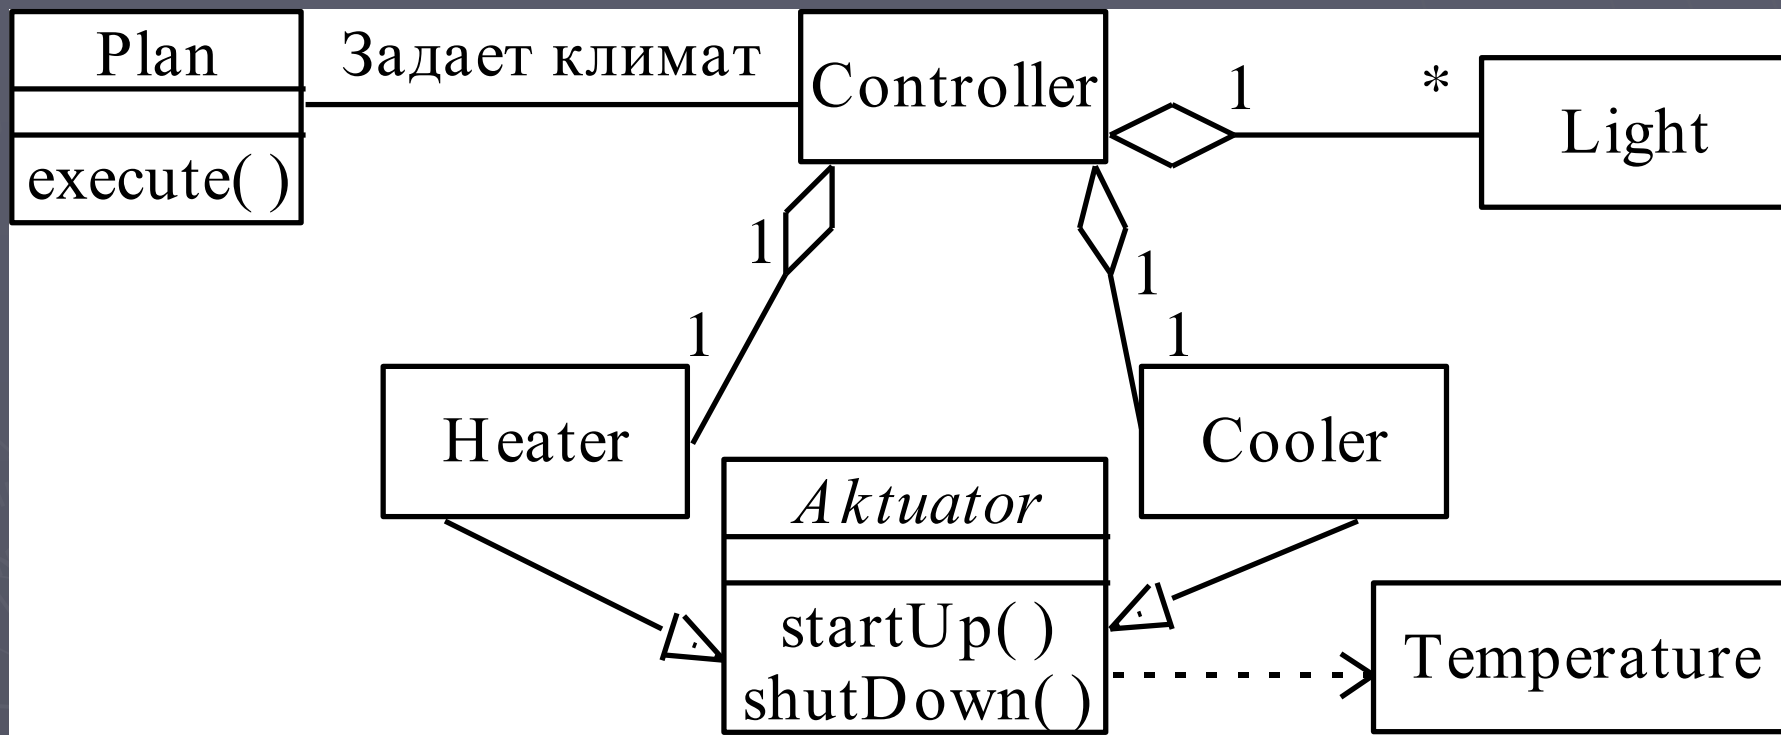 Plan
execute( )
Задает климат
Controller
1
*
Light
1
1
1
1
Heater
Cooler
Aktuator
startUp( )
shutDown( )
Temperature